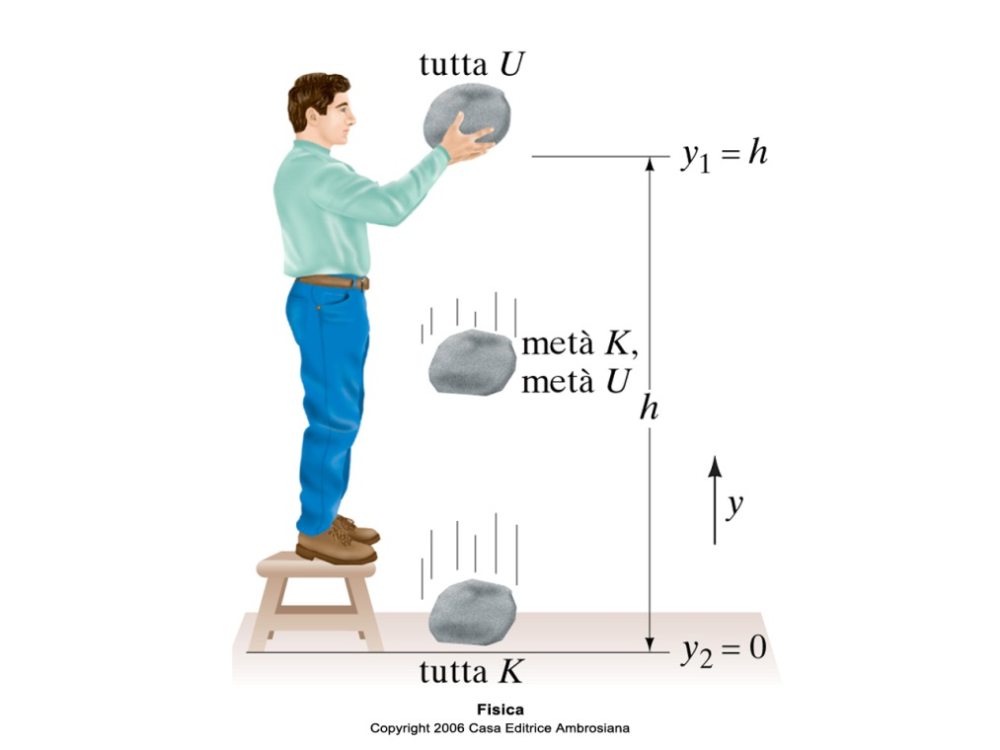 tutta U
y₁ = h
metà K,
metà U
h
y
y₂ = 0
tutta K
Fisica
Copyright 2006 Casa Editrice Ambrosiana